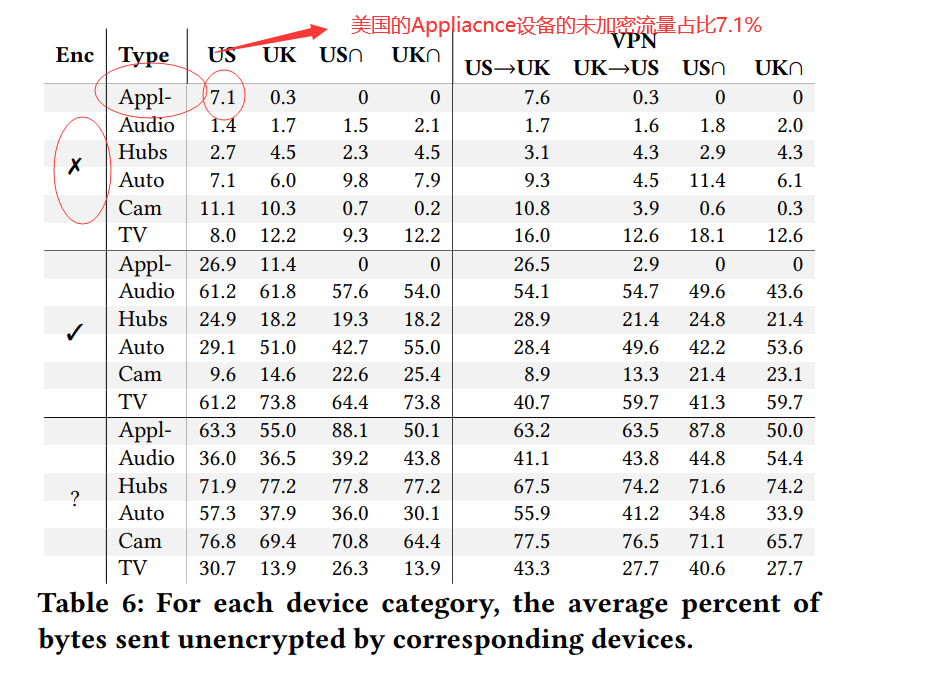 美国的Appliacnce设备的未加密流量占比7.1%
VPN
Enc Type US UK US∩ UK∩ US→UK UK→US US∩ UK∩
Appl- 7.1 0.3 0 0 7.6 0.3 0 0
Audio 1.4 1.7 1.5 2.1 1.7 1.6 1.8 2.0
Hubs 2.7 4.5 2.3 4.5 3.1 4.3 2.9 4.3
✗ Auto 7.1 6.0 9.8 7.9 9.3 4.5 11.4 6.1
Cam 11.1 10.3 0.7 0.2 10.8 3.9 0.6 0.3
TV 8.0 12.2 9.3 12.2 16.0 12.6 18.1 12.6
Appl- 26.9 11.4 0 0 26.5 2.9 0 0
Audio 61.2 61.8 57.6 54.0 54.1 54.7 49.6 43.6
Hubs 24.9 18.2 19.3 18.2 28.9 21.4 24.8 21.4
✓ Auto 29.1 51.0 42.7 55.0 28.4 49.6 42.2 53.6
Cam 9.6 14.6 22.6 25.4 8.9 13.3 21.4 23.1
TV 61.2 73.8 64.4 73.8 40.7 59.7 41.3 59.7
Appl- 63.3 55.0 88.1 50.1 63.2 63.5 87.8 50.0
Audio 36.0 36.5 39.2 43.8 41.1 43.8 44.8 54.4
Hubs 71.9 77.2 77.8 77.2 67.5 74.2 71.6 74.2
? Auto 57.3 37.9 36.0 30.1 55.9 41.2 34.8 33.9
Cam 76.8 69.4 70.8 64.4 77.5 76.5 71.1 65.7
TV 30.7 13.9 26.3 13.9 43.3 27.7 40.6 27.7
Table 6: For each device category, the average percent of
bytes sent unencrypted by corresponding devices.